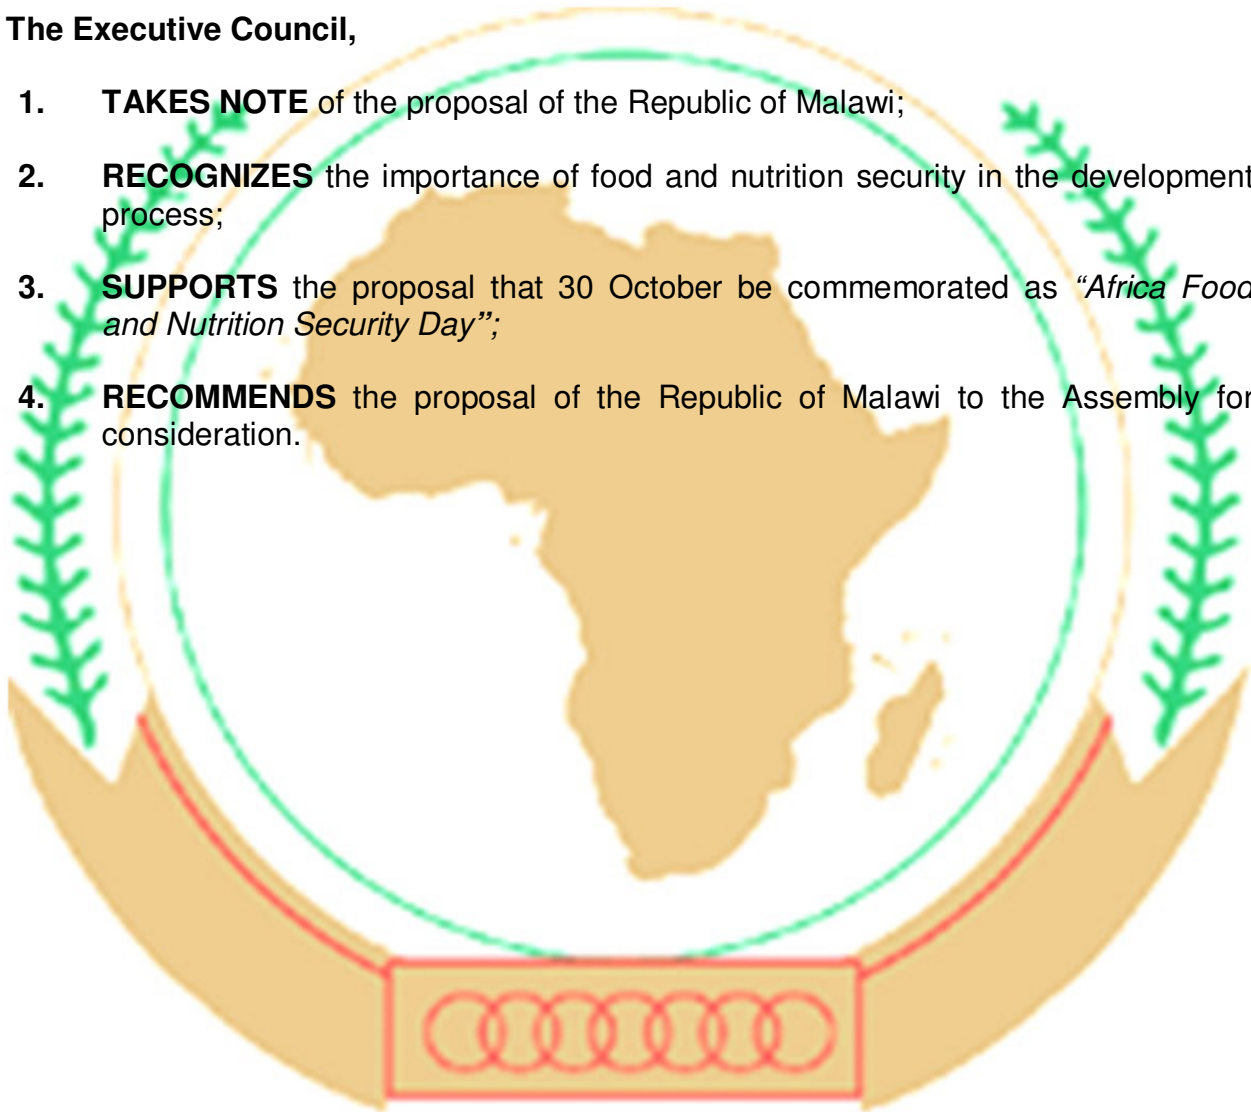 The Executive Council,
1. TAKES NOTE of the proposal of the Republic of Malawi;
2. RECOGNIZES the importance of food and nutrition security in the development
process;
3. SUPPORTS the proposal that 30 October be commemorated as “Africa Food
and Nutrition Security Day”;
4. RECOMMENDS the proposal of the Republic of Malawi to the Assembly for
consideration.